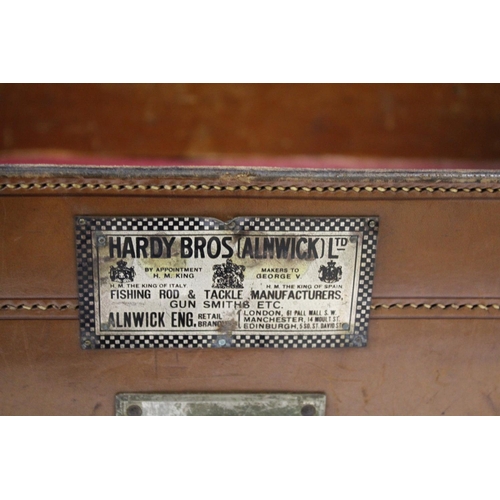 HARDY BROS (ALNWICK) LTD
BY APPOINTMENT MAKERS TO
H. M. KING GEORGE V.
H. M. THE KING OF ITALY H. M. THE KING OF SPAIN
FISHING ROD & TACKLE MANUFACTURERS.
GUN SMITHS ETC.
ALNWICK ENG. RETAIL LONDON, 61 PALL MALL S.W.
BRAN MANCHESTER, 14 MOULT ST.
EDINBURGH, 5 SO. ST. DAVID ST.